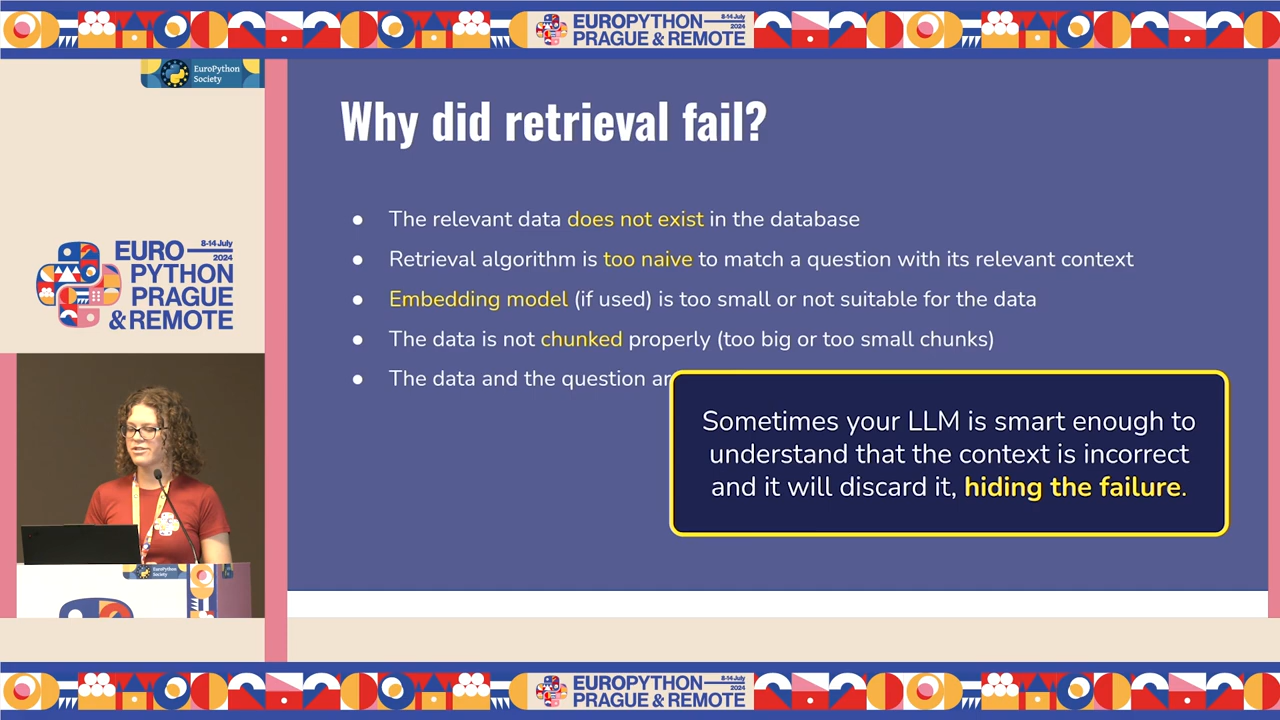 EUROPYTHON
8-14 July
2024
PRAGUE & REMOTE
EuroPython
Society
Why did retrieval fail?
● The relevant data does not exist in the database
● Retrieval algorithm is too naive to match a question with its relevant context
● Embedding model (if used) is too small or not suitable for the data
● The data is not chunked properly (too big or too small chunks)
● The data and the question ar
Sometimes your LLM is smart enough to
understand that the context is incorrect
and it will discard it, hiding the failure.
EURO
8-14 July
2024
PYTHON
PRAGUE
& REMOTE
EuroPython
Society
EUROPYTHON
8-14 July
2024
PRAGUE & REMOTE